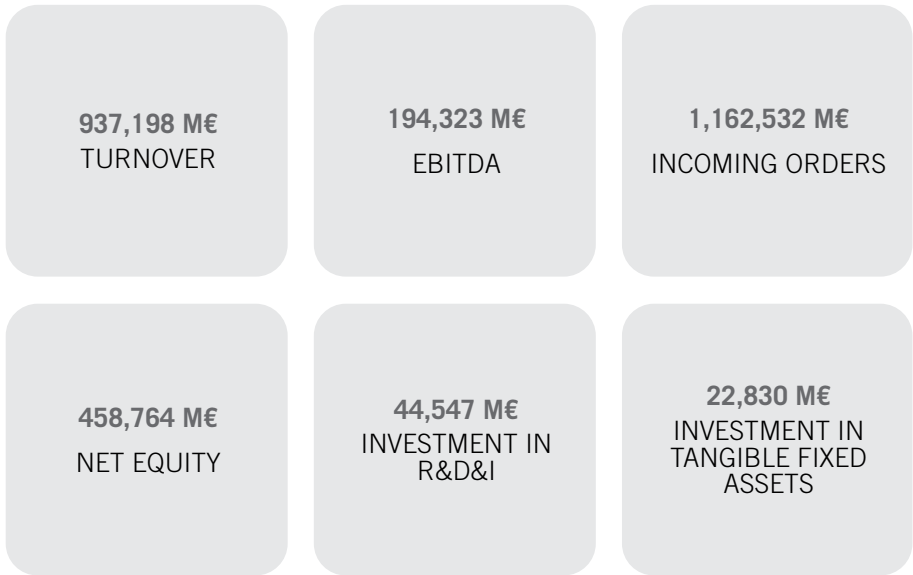 937,198 M€
TURNOVER
194,323 M€
EBITDA
1,162,532 M€
INCOMING ORDERS
458,764 M€
NET EQUITY
44,547 M€
INVESTMENT IN
R&D&I
22,830 M€
INVESTMENT IN
TANGIBLE FIXED
ASSETS